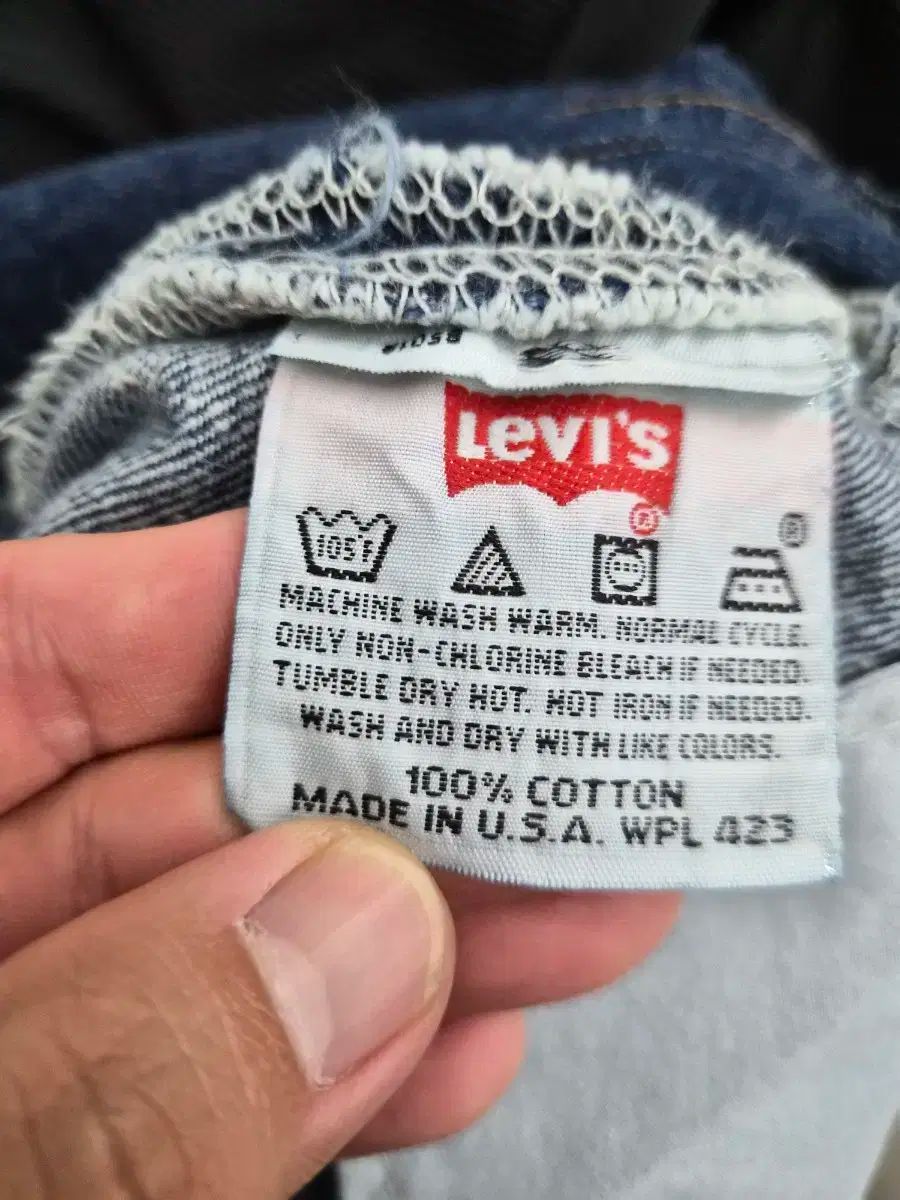 Levi's
®
105°F
MACHINE WASH WARM. NORMAL CYCLE.
ONLY NON-CHLORINE BLEACH IF NEEDED.
TUMBLE DRY HOT. HOT IRON IF NEEDED.
WASH AND DRY WITH LIKE COLORS.
100% COTTON
MADE IN U.S.A. WPL 423